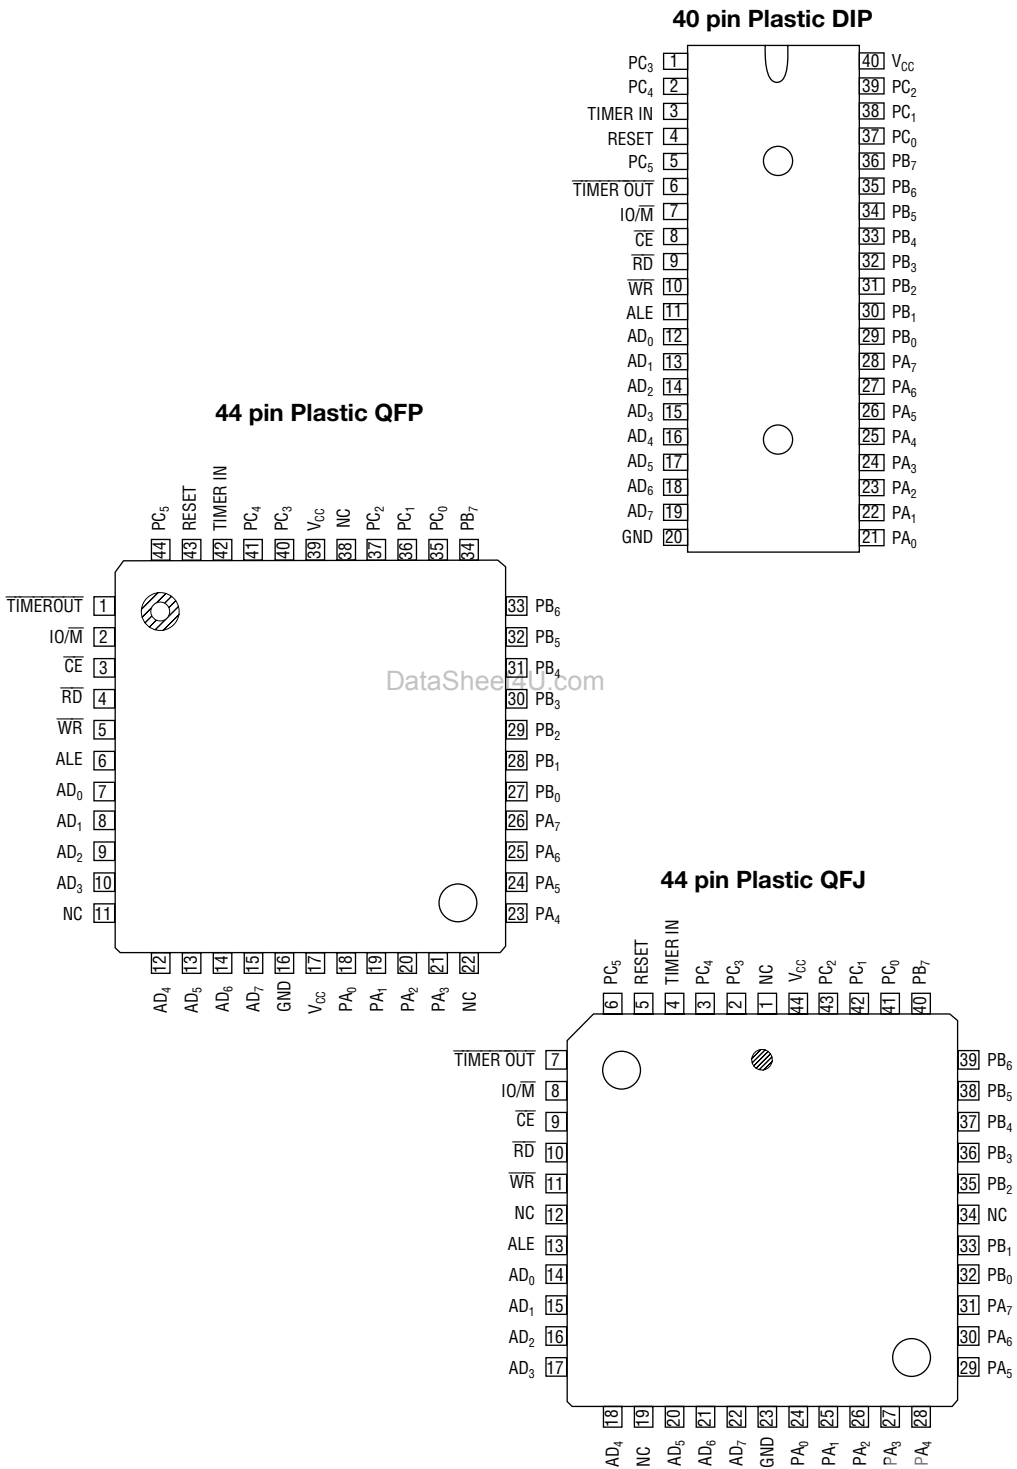 40 pin Plastic DIP
PC3 1 40 VCC
PC4 2 39 PC2
TIMER IN 3 38 PC1
RESET 4 37 PC0
PC5 5 36 PB7
TIMER OUT 6 35 PB6
IO/M 7 34 PB5
CE 8 33 PB4
RD 9 32 PB3
WR 10 31 PB2
ALE 11 30 PB1
AD0 12 29 PB0
AD1 13 28 PA7
AD2 14 27 PA6
AD3 15 26 PA5
AD4 16 25 PA4
AD5 17 24 PA3
AD6 18 23 PA2
AD7 19 22 PA1
GND 20 21 PA0
44 pin Plastic QFP
PC5 RESET TIMER IN PC4 PC3 VCC NC PC2 PC1 PC0 PB7
44 43 42 41 40 39 38 37 36 35 34
TIMEROUT 1 33 PB6
IO/M 2 32 PB5
CE 3 31 PB4
DataSheet4U.com
RD 4 30 PB3
WR 5 29 PB2
ALE 6 28 PB1
AD0 7 27 PB0
AD1 8 26 PA7
AD2 9 25 PA6
AD3 10 24 PA5
NC 11 23 PA4
12 13 14 15 16 17 18 19 20 21 22
AD4 AD5 AD6 AD7 GND VCC PA0 PA1 PA2 PA3 NC
44 pin Plastic QFJ
PC5 RESET TIMER IN PC4 PC3 NC VCC PC2 PC1 PC0 PB7
6 5 4 3 2 1 44 43 42 41 40
TIMER OUT 7 39 PB6
IO/M 8 38 PB5
CE 9 37 PB4
RD 10 36 PB3
WR 11 35 PB2
NC 12 34 NC
ALE 13 33 PB1
AD0 14 32 PB0
AD1 15 31 PA7
AD2 16 30 PA6
AD3 17 29 PA5
18 19 20 21 22 23 24 25 26 27 28
AD4 NC AD5 AD6 AD7 GND PA0 PA1 PA2 PA3 PA4